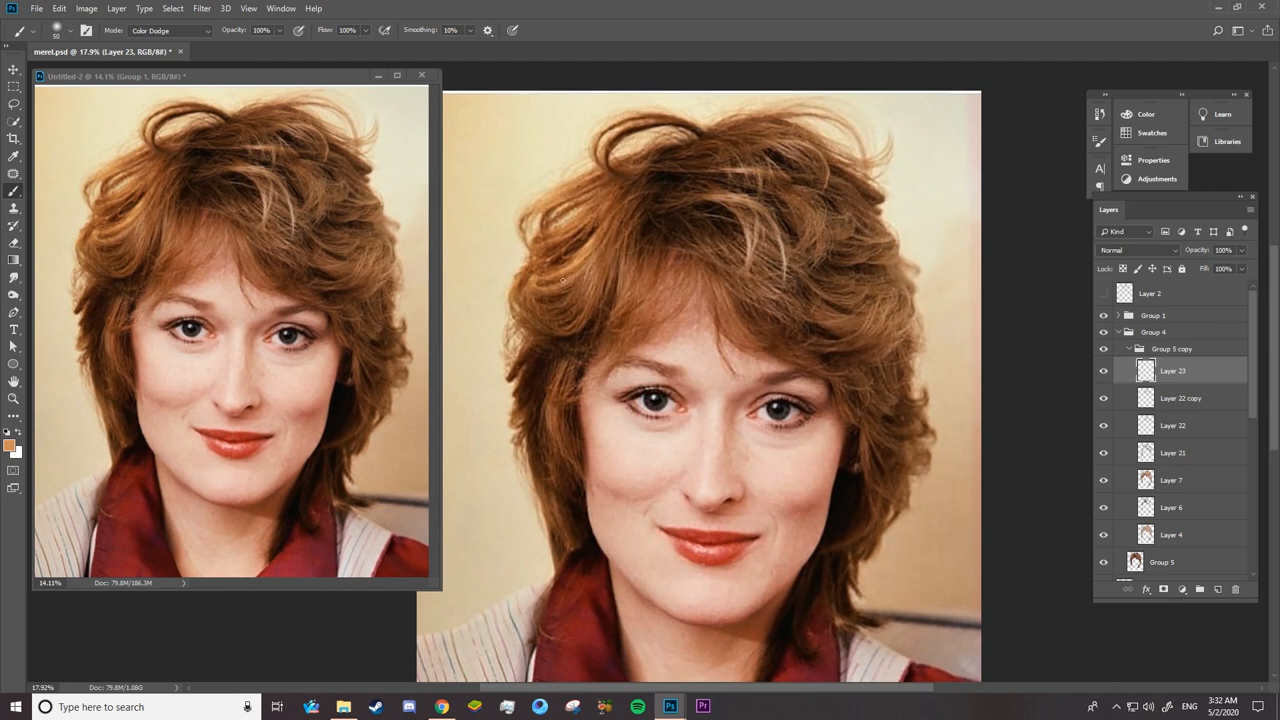 Ps File Edit Image Layer Type Select Filter 3D View Window Help
50 Mode: Color Dodge Opacity: 100% Flow: 100% Smoothing: 10%
merel.psd @ 17.9% (Layer 23, RGB/8#) * ×
Ps Untitled-2 @ 14.1% (Group 1, RGB/8#) *
14.11% Doc: 79.8M/186.3M
Color
Swatches
Properties
Adjustments
Learn
Libraries
Layers
Kind
Normal Opacity: 100%
Lock: Fill: 100%
Layer 2
Group 1
Group 4
Group 5 copy
Layer 23
Layer 22 copy
Layer 22
Layer 21
Layer 7
Layer 6
Layer 4
Group 5
17.92% Doc: 79.8M/1.08G
Type here to search
Ps
Pr
ENG
3:32 AM
5/2/2020